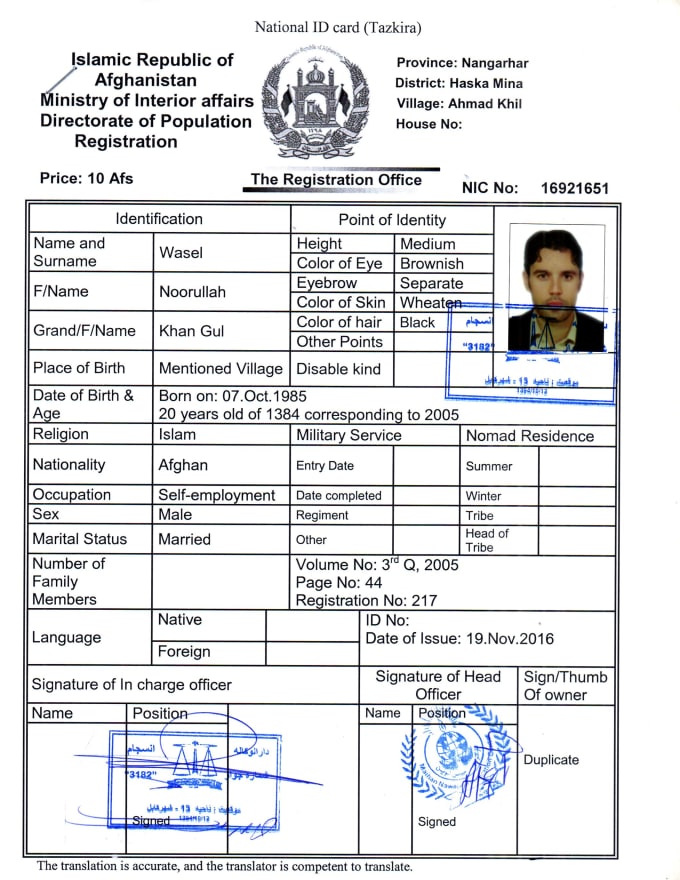 National ID card (Tazkira)
Islamic Republic of
Afghanistan
Ministry of Interior affairs
Directorate of Population
Registration
Province: Nangarhar
District: Haska Mina
Village: Ahmad Khil
House No:
Price: 10 Afs
The Registration Office
NIC No: 16921651
Identification
Point of Identity
Name and
Surname
Wasel
Height
Medium
Color of Eye
Brownish
F/Name
Noorullah
Eyebrow
Separate
Color of Skin
Wheaten
Grand/F/Name
Khan Gul
Color of hair
Black
Other Points
انسجام
"3182"
Place of Birth
Mentioned Village
Disable kind
Date of Birth &
Age
Born on: 07.Oct.1985
20 years old of 1384 corresponding to 2005
Religion
Islam
Military Service
Nomad Residence
Nationality
Afghan
Entry Date
Summer
Occupation
Self-employment
Date completed
Winter
Sex
Male
Regiment
Tribe
Marital Status
Married
Other
Head of
Tribe
Number of
Family
Members
Volume No: 3rd Q, 2005
Page No: 44
Registration No: 217
Language
Native
Foreign
ID No:
Date of Issue: 19.Nov.2016
Signature of In charge officer
Signature of Head
Officer
Sign/Thumb
Of owner
Name
Position
Name
Position
انسجام
"3182"
Signed
Signed
Duplicate
The translation is accurate, and the translator is competent to translate.